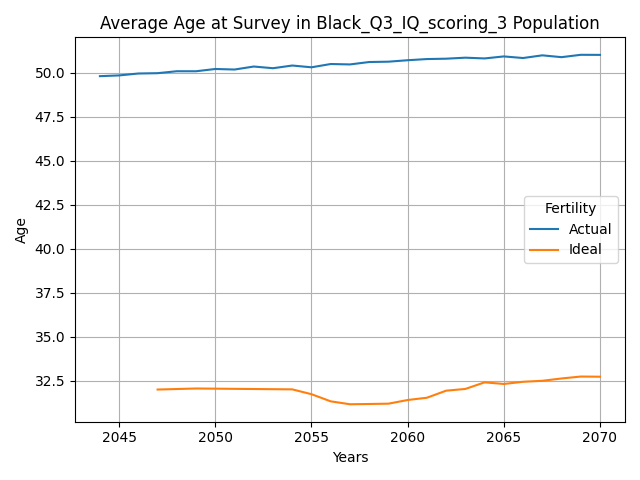 Average Age at Survey in Black_Q3_IQ_scoring_3 Population
50.0
47.5
45.0
42.5
40.0
37.5
35.0
32.5
Age
Fertility
Actual
Ideal
2045 2050 2055 2060 2065 2070
Years